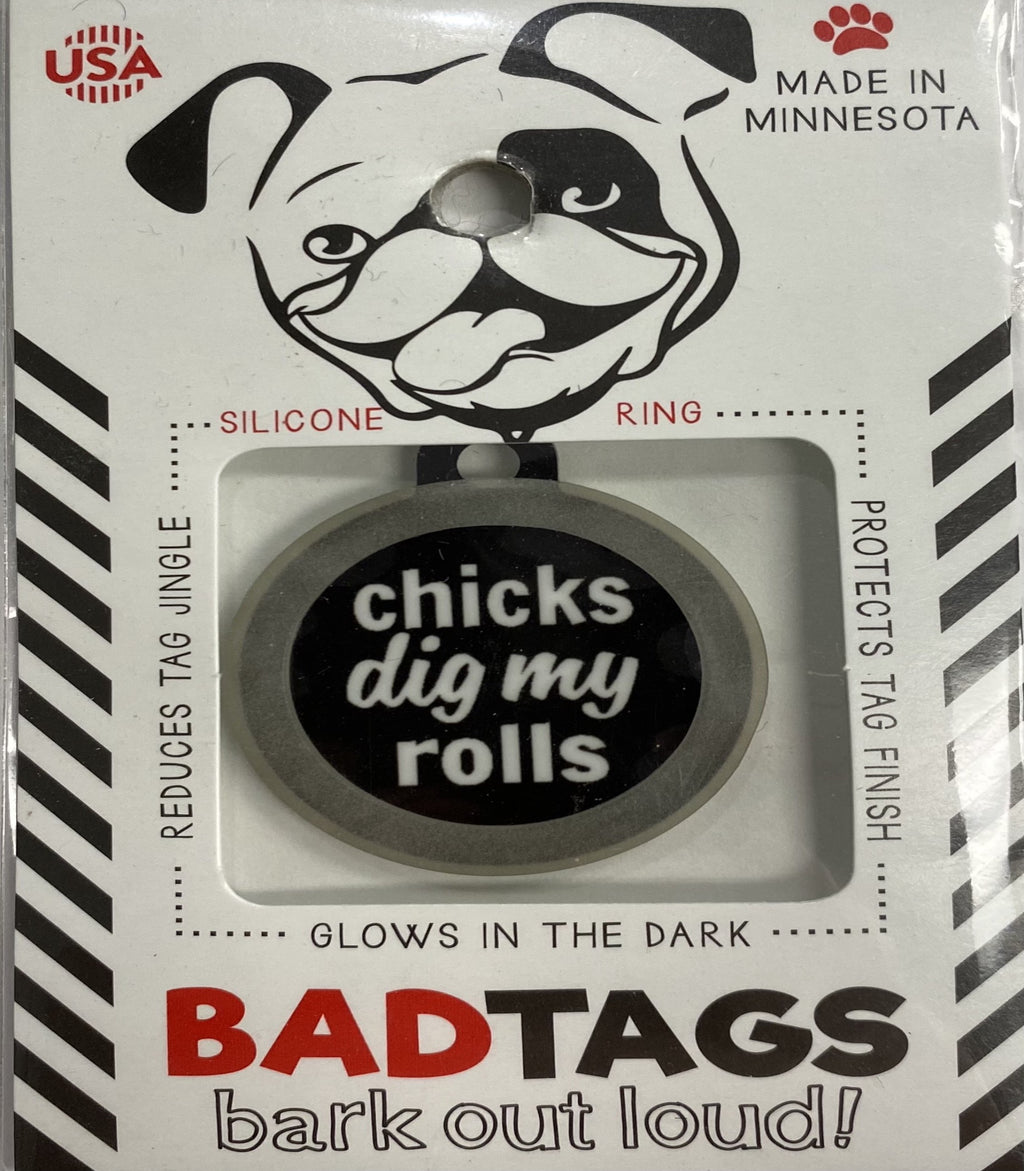 USA
MADE IN
MINNESOTA
SILICONE RING
REDUCES TAG JINGLE
PROTECTS TAG FINISH
chicks
dig my
rolls
GLOWS IN THE DARK
BADTAGS
bark out loud!